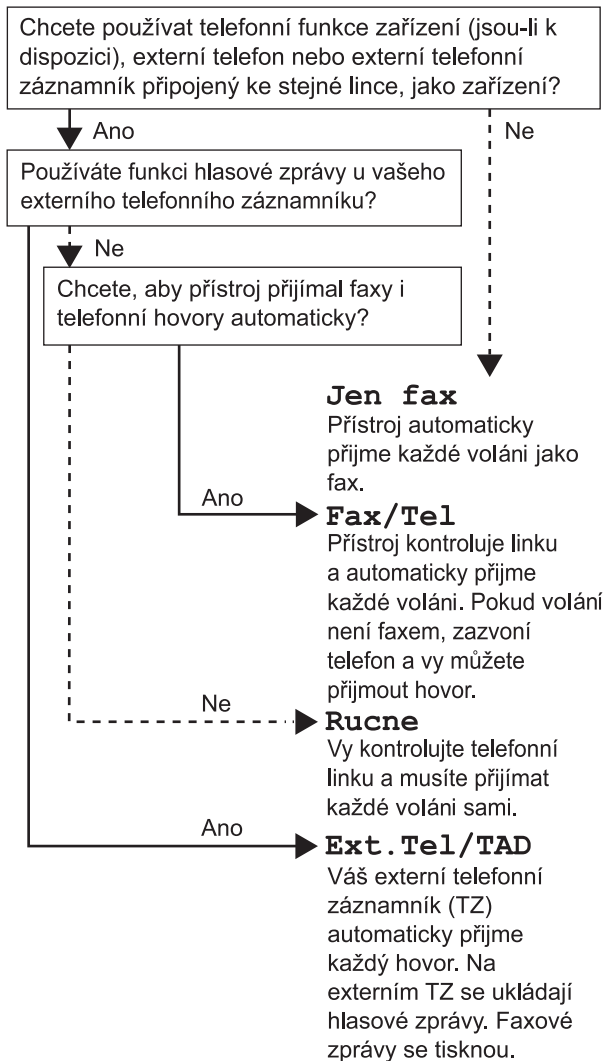 Chcete používat telefonní funkce zařízení (jsou-li k
dispozici), externí telefon nebo externí telefonní
záznamník připojený ke stejné lince, jako zařízení?
Ano
Ne
Používáte funkci hlasové zprávy u vašeho
externího telefonního záznamníku?
Ne
Chcete, aby přístroj přijímal faxy i
telefonní hovory automaticky?
Jen fax
Přístroj automaticky
přijme každé voláni jako
fax.
Ano
Fax/Tel
Přístroj kontroluje linku
a automaticky přijme
každé voláni. Pokud volání
není faxem, zazvoní
telefon a vy můžete
přijmout hovor.
Ne
Rucne
Vy kontrolujte telefonní
linku a musíte přijímat
každé voláni sami.
Ano
Ext.Tel/TAD
Váš externí telefonní
záznamník (TZ)
automaticky přijme
každý hovor. Na
externím TZ se ukládají
hlasové zprávy. Faxové
zprávy se tisknou.